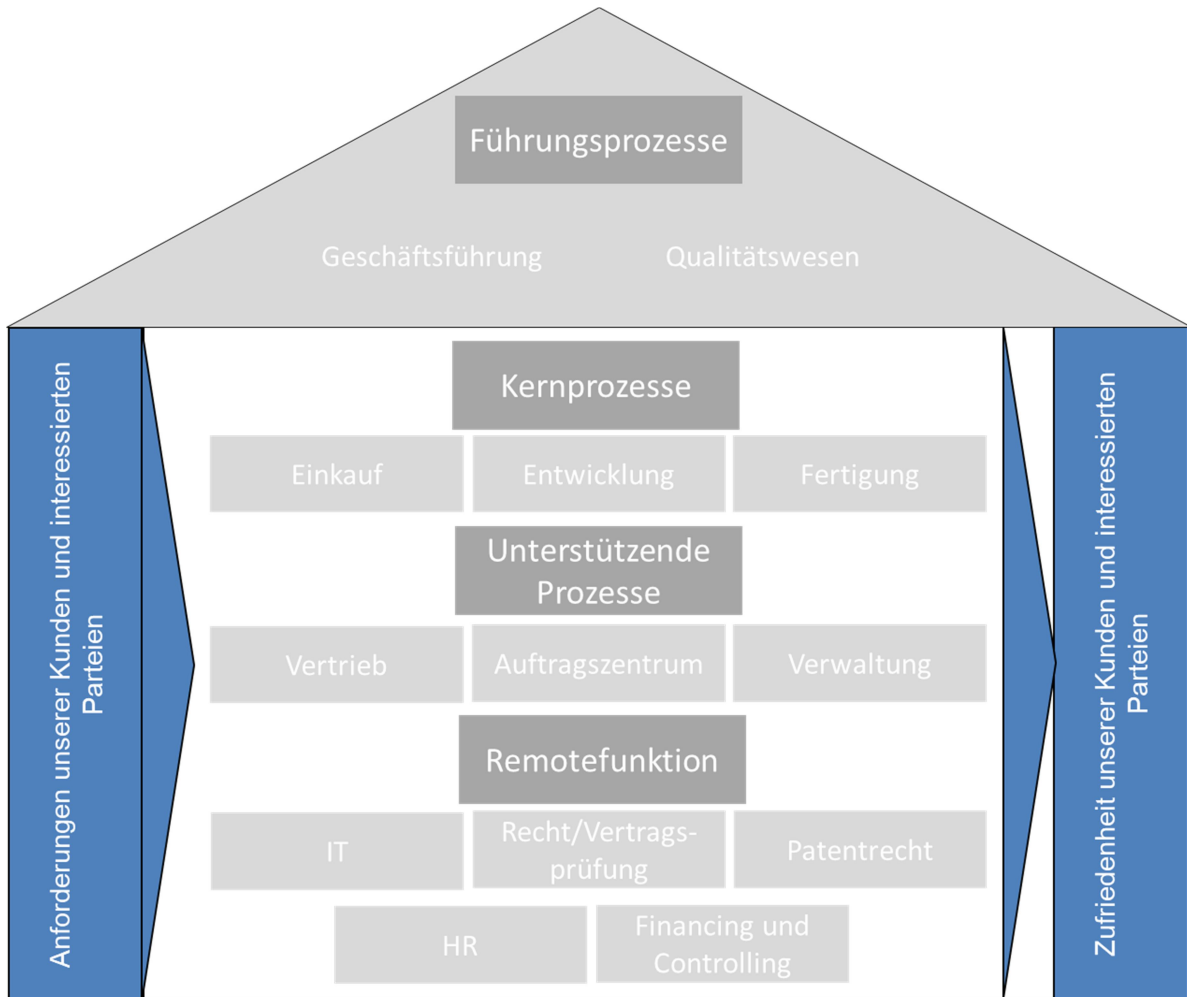 Führungsprozesse
Geschäftsführung
Qualitätswesen
Anforderungen unserer Kunden und interessierten
Parteien
Kernprozesse
Einkauf
Entwicklung
Fertigung
Unterstützende
Prozesse
Vertrieb
Auftragszentrum
Verwaltung
Remotefunktion
IT
Recht/Vertrags-
prüfung
Patentrecht
HR
Financing und
Controlling
Zufriedenheit unserer Kunden und interessierten
Parteien